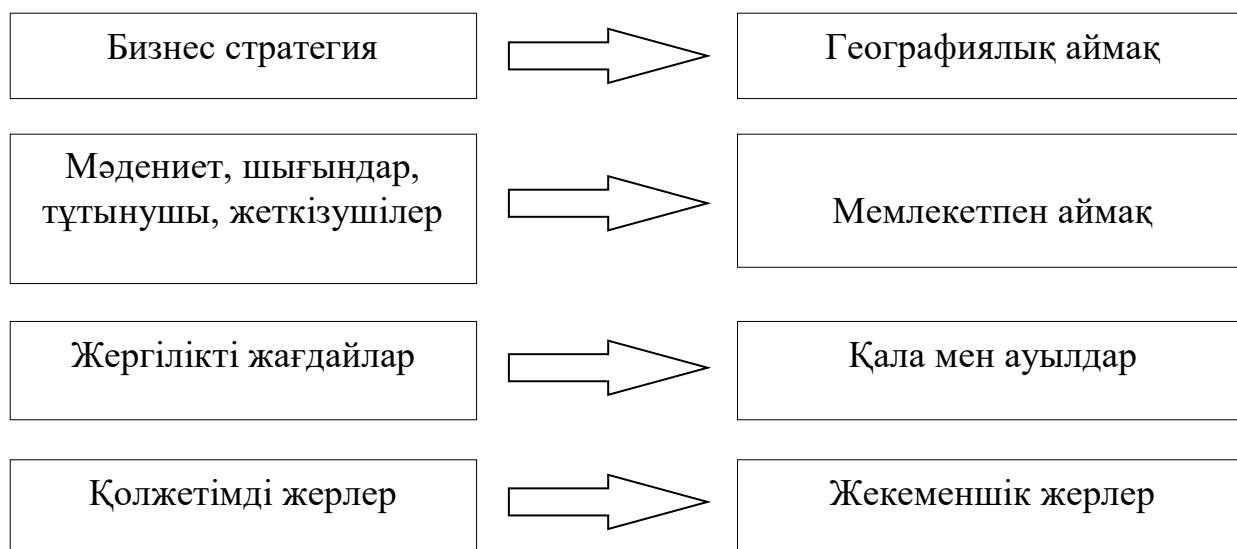 Бизнес стратегия
Географиялық аймақ
Мәдениет, шығындар,
тұтынушы, жеткізушілер
Мемлекетпен аймақ
Жергілікті жағдайлар
Қала мен ауылдар
Қолжетімді жерлер
Жекеменшік жерлер